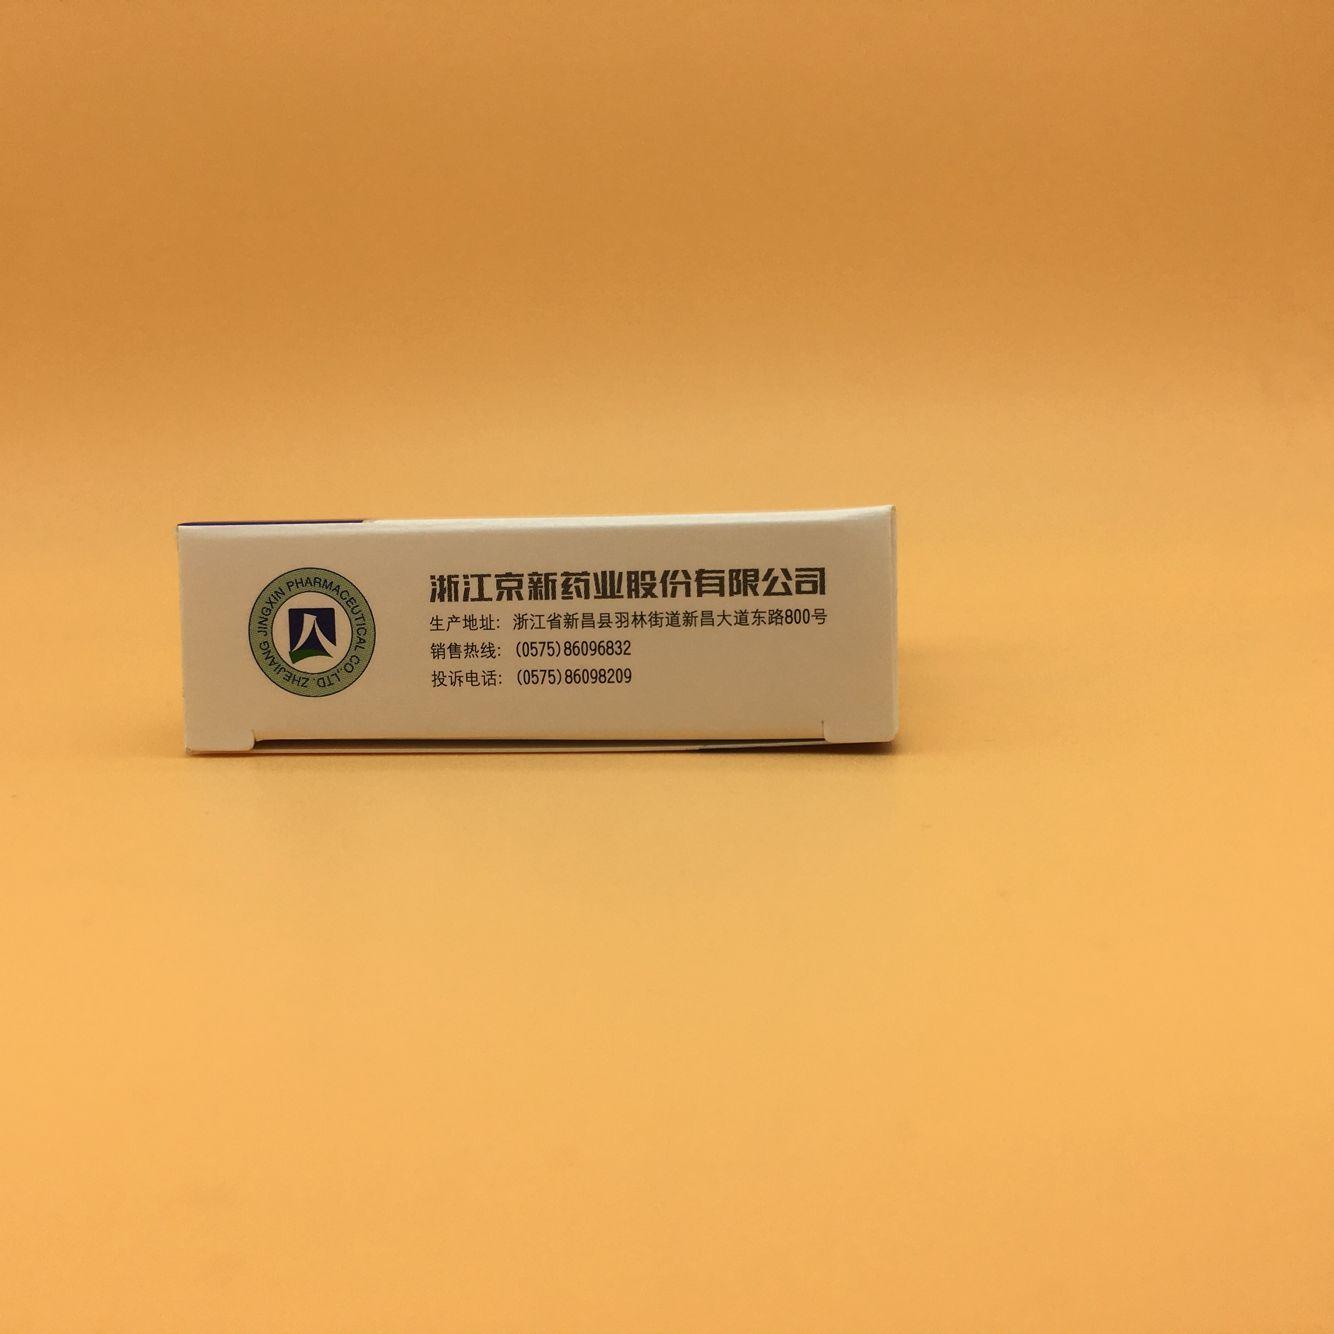 ZHEJIANG JINGXIN PHARMACEUTICAL CO.,LTD.
浙江京新药业股份有限公司
生产地址: 浙江省新昌县羽林街道新昌大道东路800号
销售热线: (0575)86096832
投诉电话: (0575)86098209